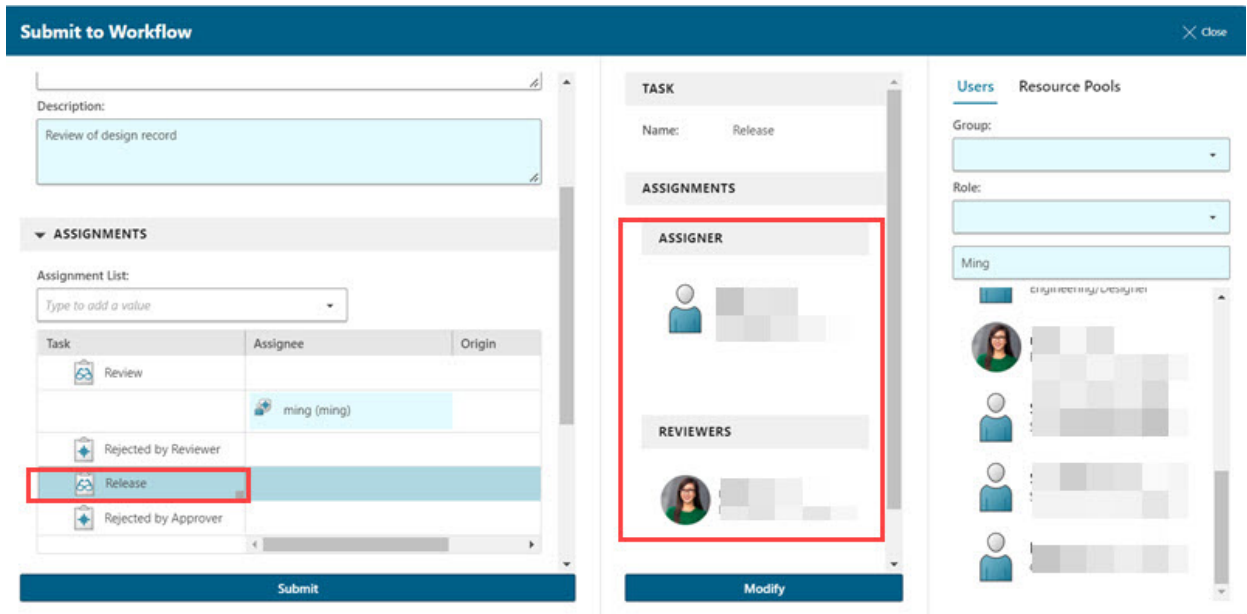 Submit to Workflow
Close
Description:
Review of design record
ASSIGNMENTS
Assignment List:
Type to add a value
Task Assignee Origin
Review
ming (ming)
Rejected by Reviewer
Release
Rejected by Approver
Submit
TASK
Name: Release
ASSIGNMENTS
ASSIGNER
REVIEWERS
Modify
Users Resource Pools
Group:
Role:
Ming
Engineering/Designer